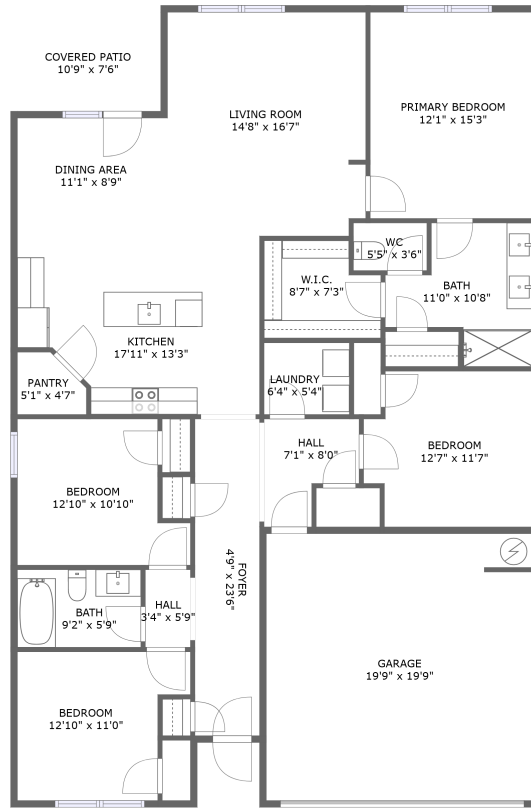 COVERED PATIO
10'9" x 7'6"
LIVING ROOM
14'8" x 16'7"
PRIMARY BEDROOM
12'1" x 15'3"
DINING AREA
11'1" x 8'9"
WC
5'5" x 3'6"
W.I.C.
8'7" x 7'3"
BATH
11'0" x 10'8"
KITCHEN
17'11" x 13'3"
PANTRY
5'1" x 4'7"
LAUNDRY
6'4" x 5'4"
HALL
7'1" x 8'0"
BEDROOM
12'7" x 11'7"
BEDROOM
12'10" x 10'10"
FOYER
4'9" x 23'6"
BATH
9'2" x 5'9"
HALL
3'4" x 5'9"
GARAGE
19'9" x 19'9"
BEDROOM
12'10" x 11'0"